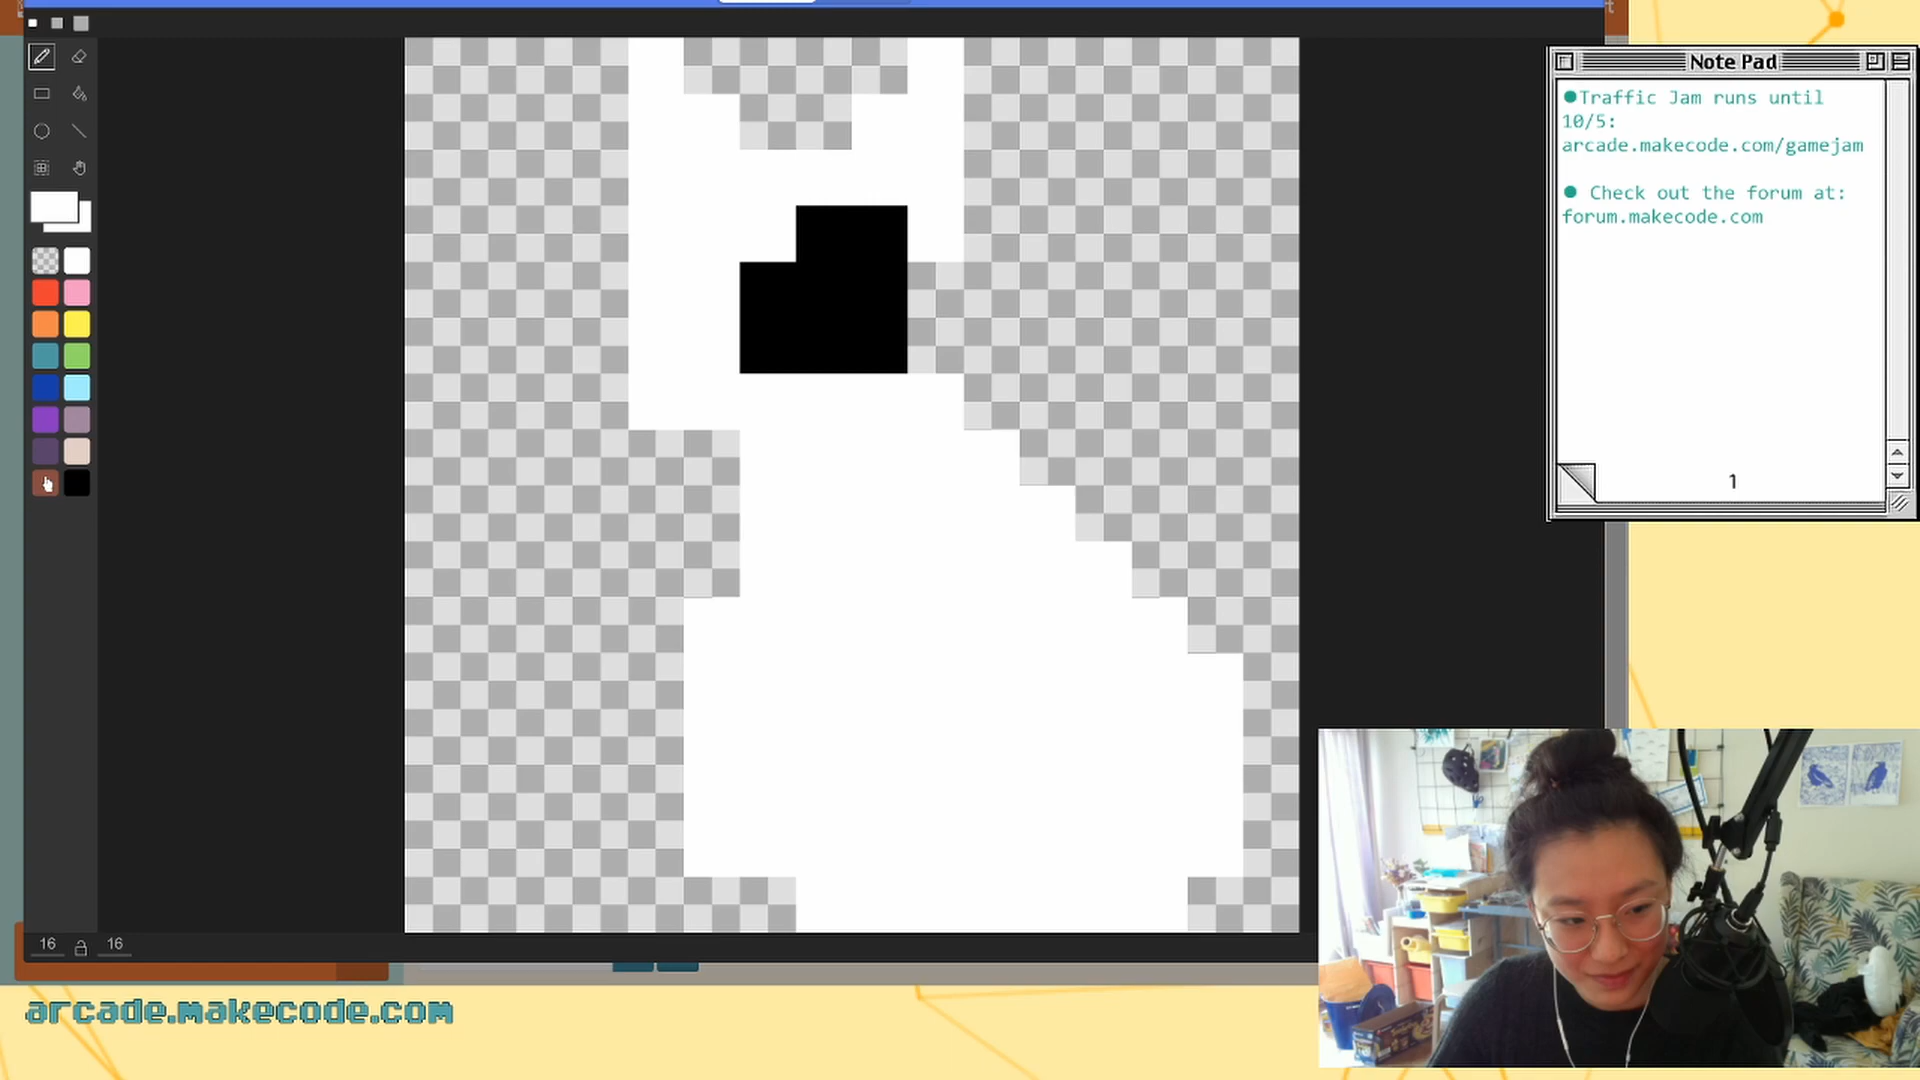 Note Pad
●Traffic Jam runs until
10/5:
arcade.makecode.com/gamejam
● Check out the forum at:
forum.makecode.com
1
16
16
arcade.makecode.com